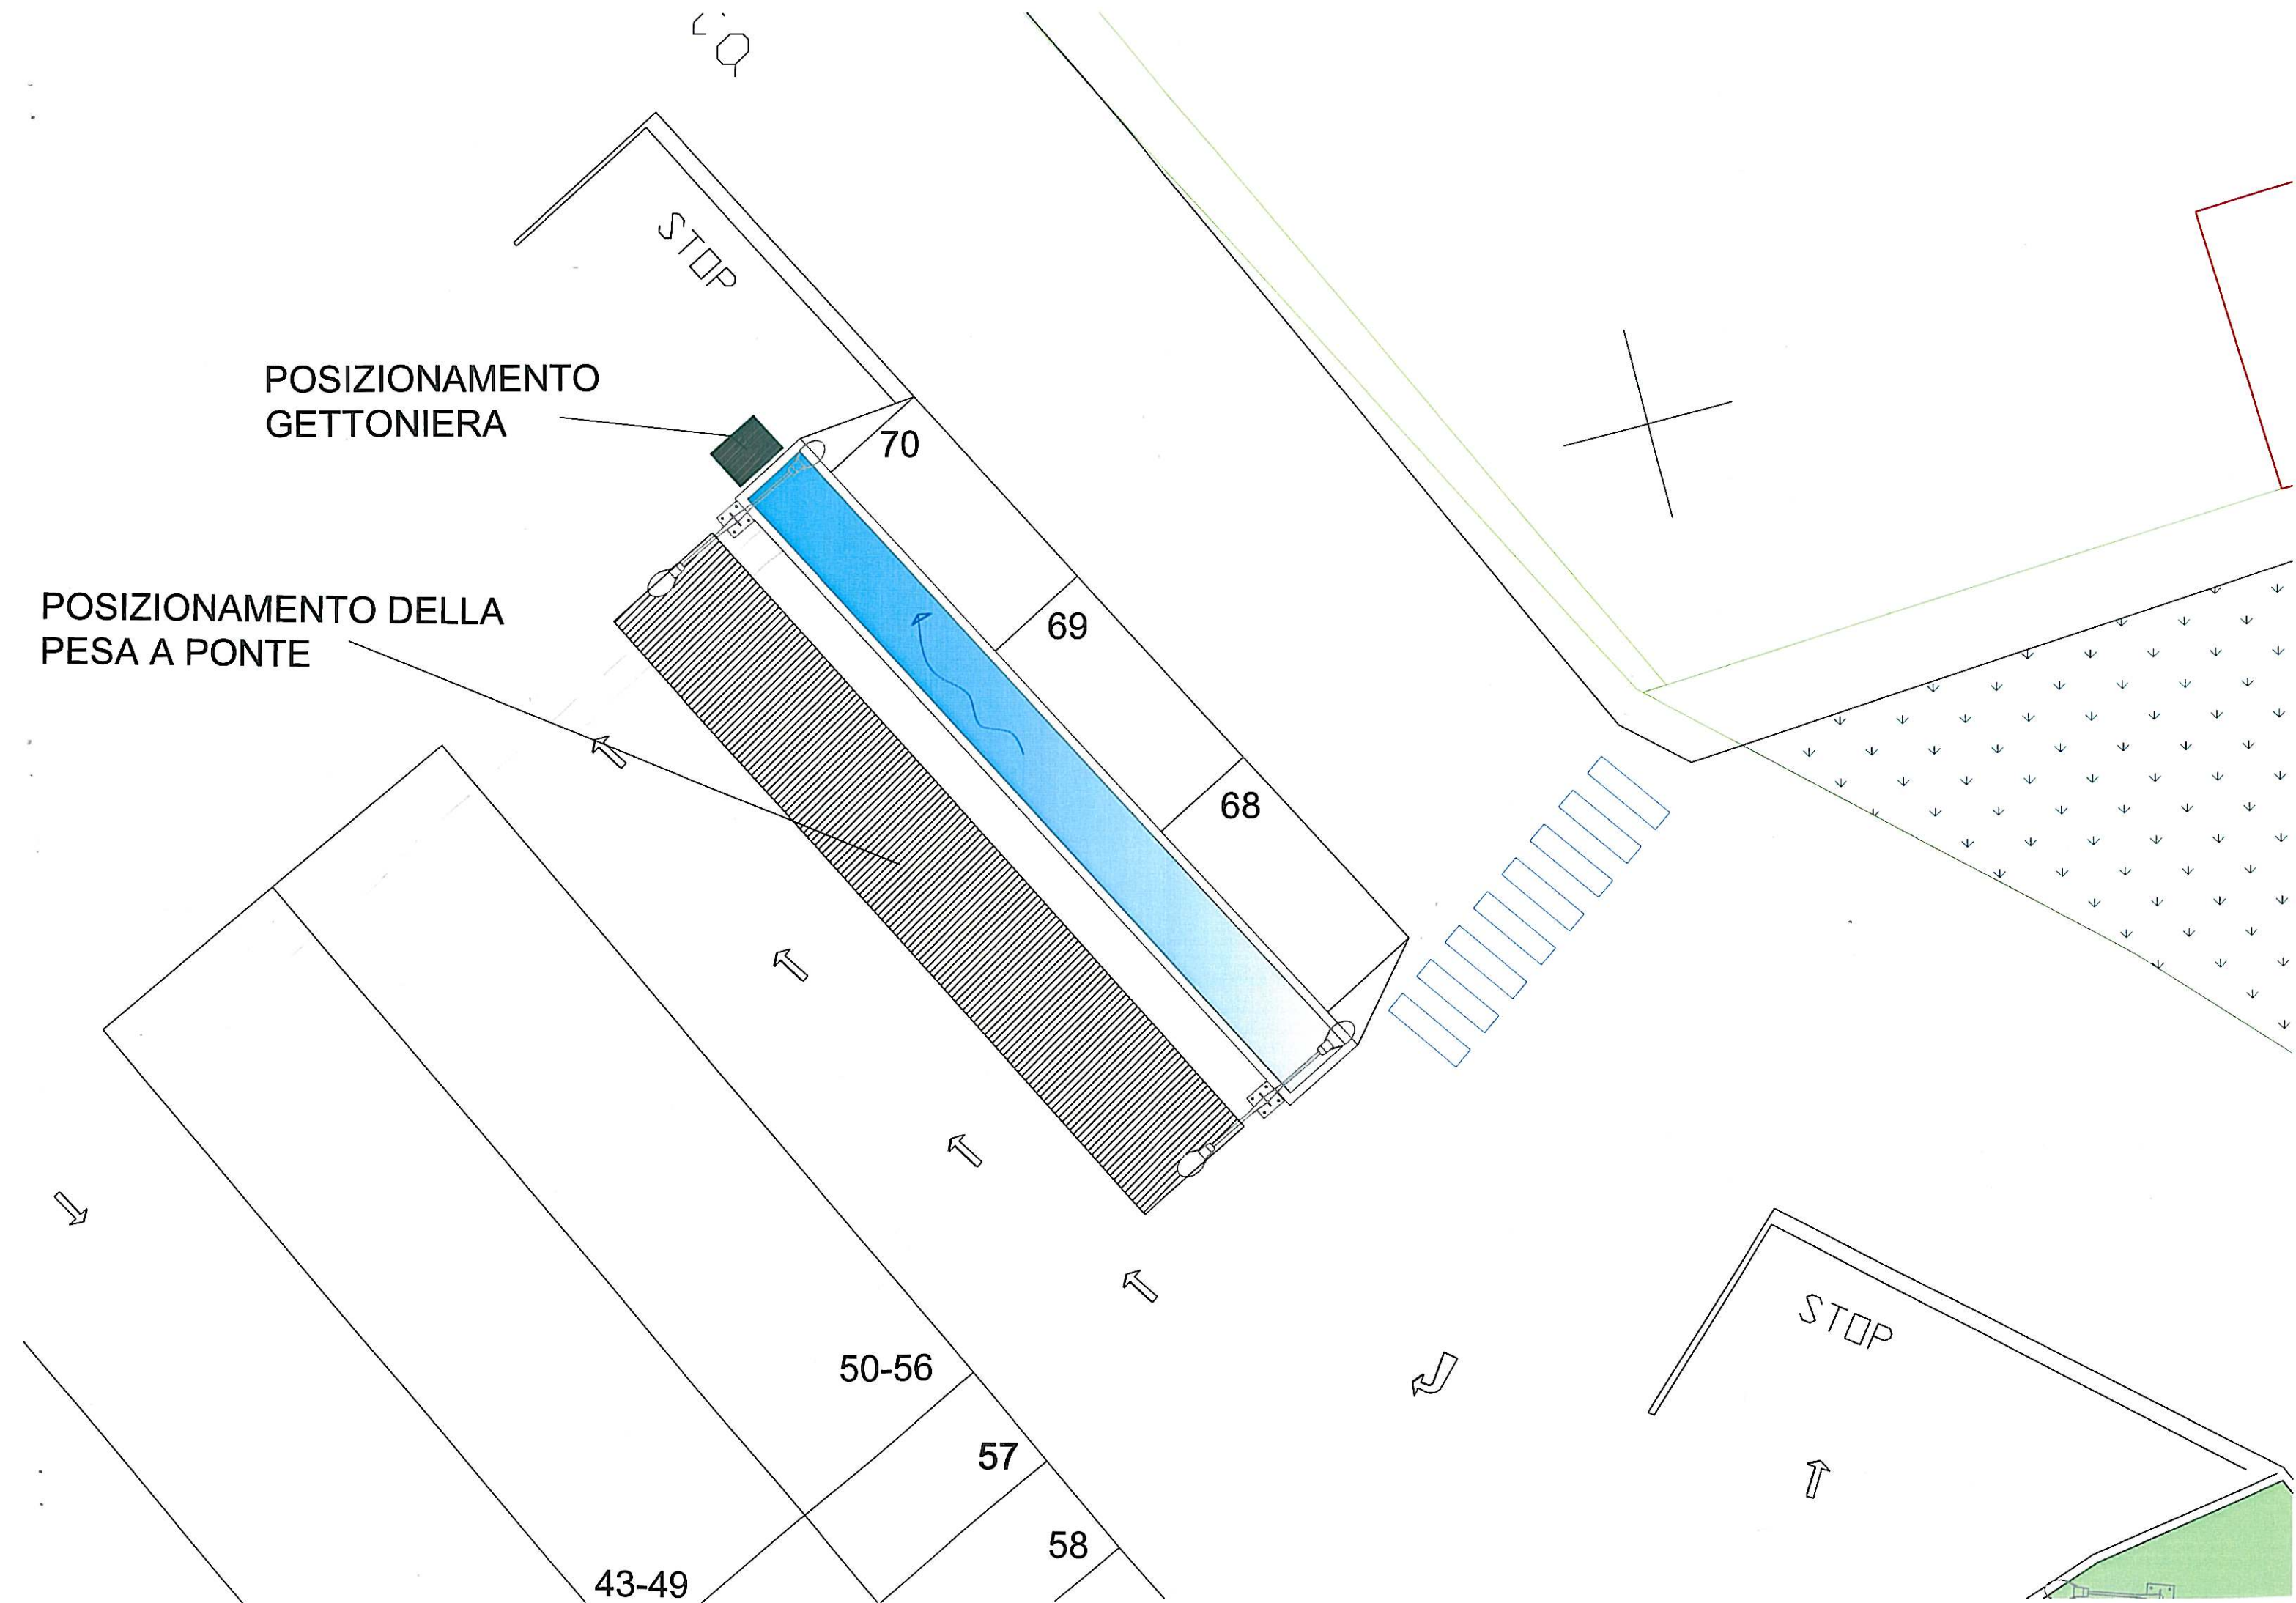 STOP
POSIZIONAMENTO
GETTONIERA
70
POSIZIONAMENTO DELLA
PESA A PONTE
69
68
STOP
50-56
57
58
43-49